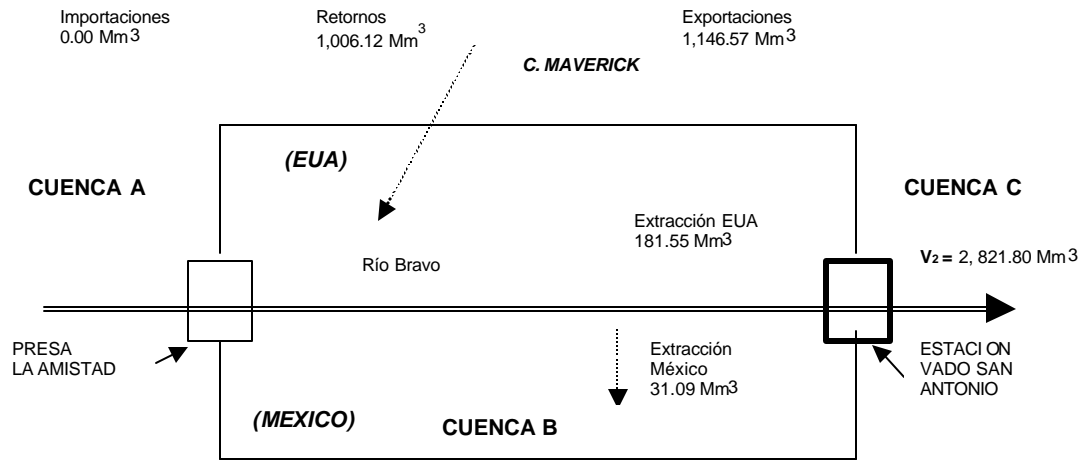 Importaciones
0.00 Mm3
Retornos
1,006.12 Mm3
Exportaciones
1,146.57 Mm3
C. MAVERICK
(EUA)
CUENCA A
CUENCA C
Extracción EUA
181.55 Mm3
Río Bravo
V2 = 2, 821.80 Mm3
PRESA
LA AMISTAD
Extracción
México
31.09 Mm3
ESTACI ON
VADO SAN
ANTONIO
(MEXICO)
CUENCA B